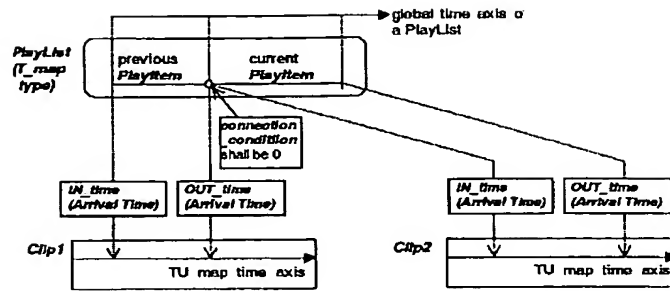 global time axis o
a PlayList
PlayList
(T_map
type)
previous
PlayItem
current
PlayItem
connection
_condition
shall be 0
IN_time
(Arrival Time)
OUT_time
(Arrival Time)
IN_time
(Arrival Time)
OUT_time
(Arrival Time)
Clip1
TU map time axis
Clip2
TU map time axis